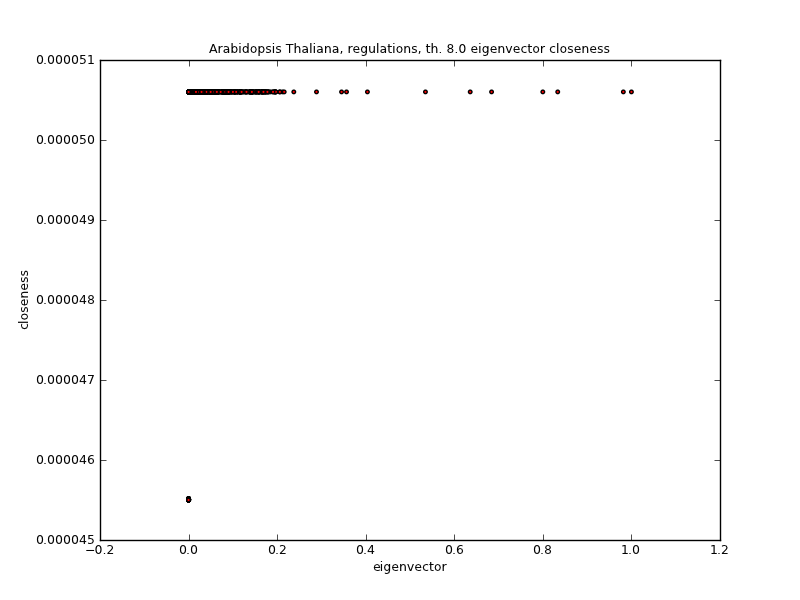 Arabidopsis Thaliana, regulations, th. 8.0 eigenvector closeness
0.000051
0.000050
0.000049
0.000048
0.000047
0.000046
0.000045
closeness
−0.2 0.0 0.2 0.4 0.6 0.8 1.0 1.2
eigenvector